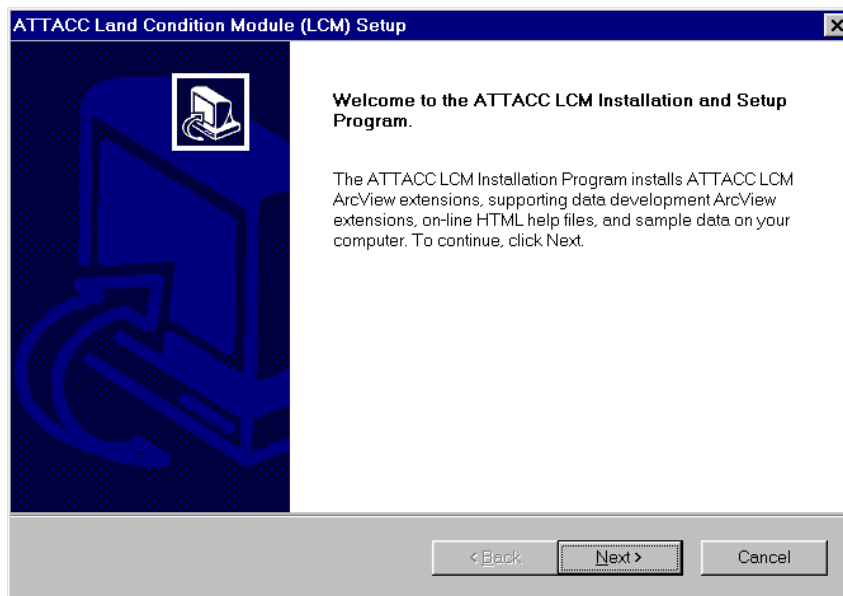 ATTACC Land Condition Module (LCM) Setup
Welcome to the ATTACC LCM Installation and Setup
Program.
The ATTACC LCM Installation Program installs ATTACC LCM
ArcView extensions, supporting data development ArcView
extensions, on-line HTML help files, and sample data on your
computer. To continue, click Next.
< Back
Next >
Cancel